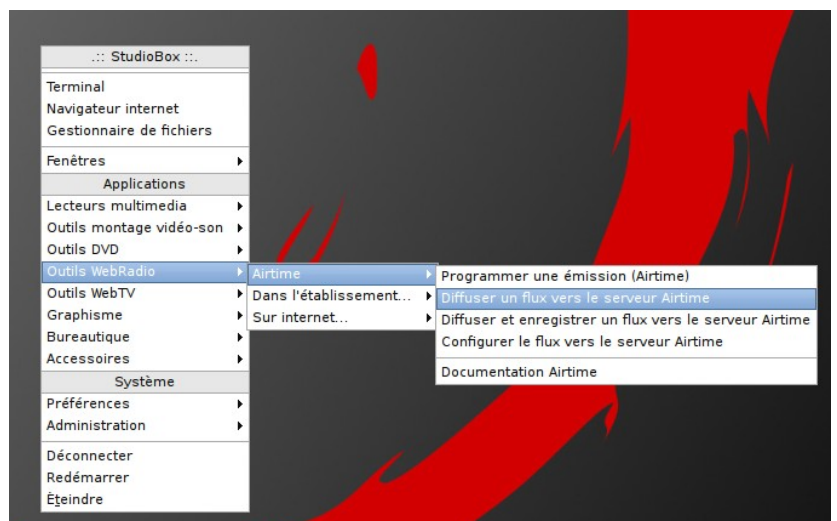 .:: StudioBox ::.
Terminal
Navigateur internet
Gestionnaire de fichiers
Fenêtres
Applications
Lecteurs multimedia
Outils montage vidéo-son
Outils DVD
Outils WebRadio
Outils WebTV
Graphisme
Bureautique
Accessoires
Système
Préférences
Administration
Déconnecter
Redémarrer
Èteindre
Airtime
Dans l'établissement...
Sur internet...
Programmer une émission (Airtime)
Diffuser un flux vers le serveur Airtime
Diffuser et enregistrer un flux vers le serveur Airtime
Configurer le flux vers le serveur Airtime
Documentation Airtime